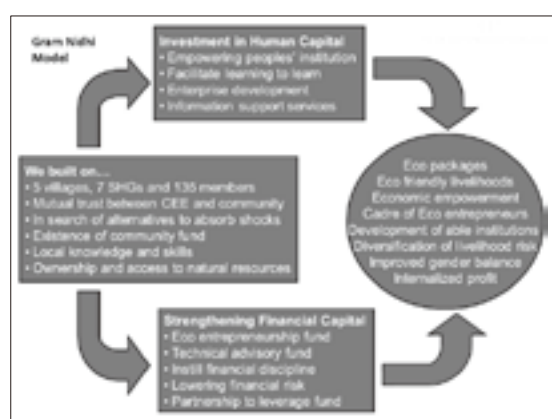 Gram Nidhi
Model
Investment in Human Capital
• Empowering peoples' institution
• Facilitate learning to learn
• Enterprise development
• Information support services
We built on...
• 5 villages, 7 SHGs and 135 members
• Mutual trust between CEE and community
• In search of alternatives to absorb shocks
• Existence of community fund
• Local knowledge and skills
• Ownership and access to natural resources
Eco packages
Eco friendly livelihoods
Economic empowerment
Cadre of Eco entrepreneurs
Development of able institutions
Diversification of livelihood risk
Improved gender balance
Internalized profit
Strengthening Financial Capital
• Eco entrepreneurship fund
• Technical advisory fund
• Instill financial discipline
• Lowering financial risk
• Partnership to leverage fund